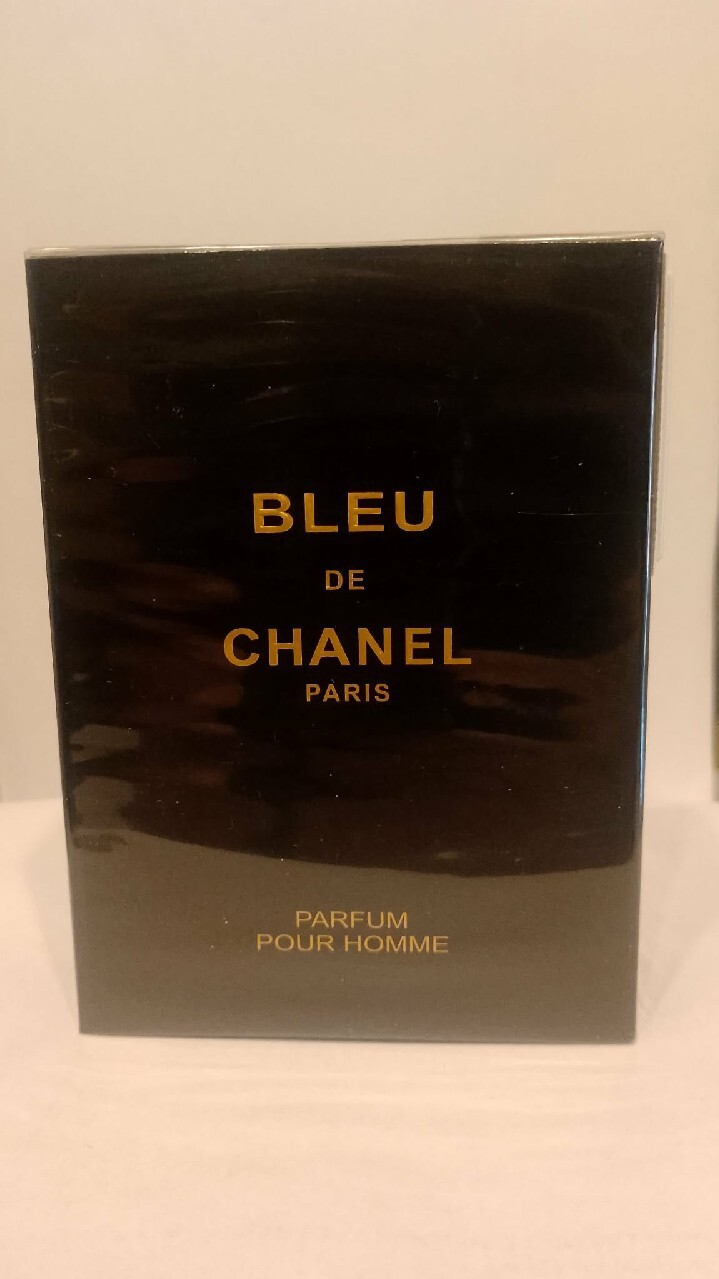 BLEU
DE
CHANEL
PARIS
PARFUM
POUR HOMME